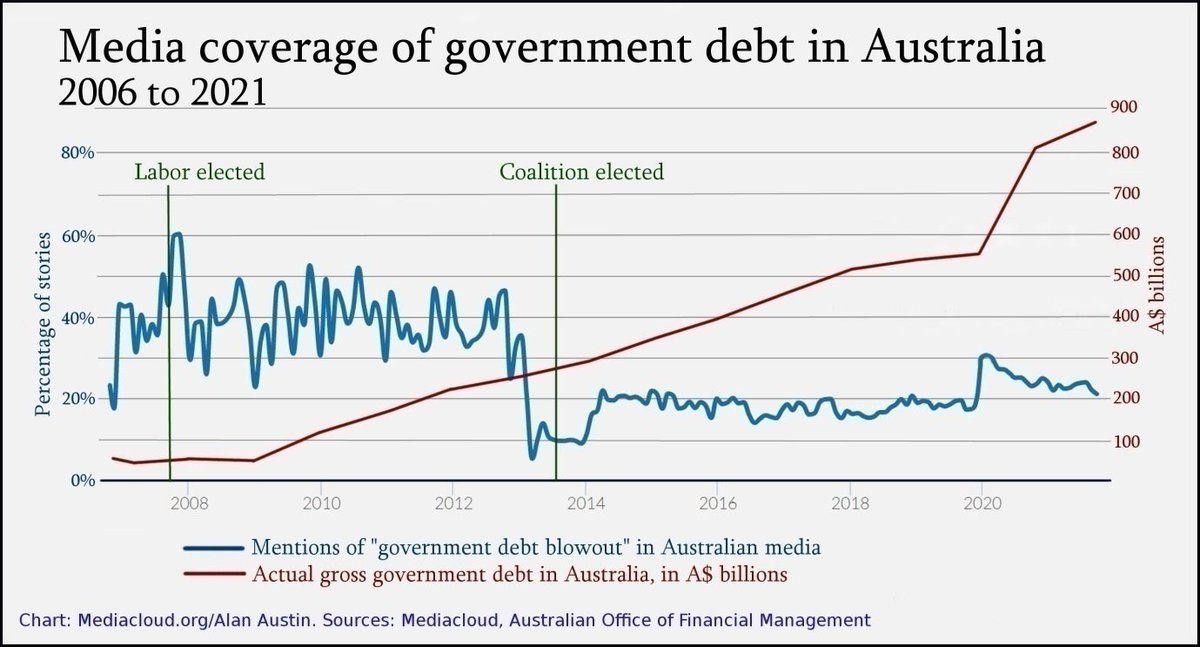 Media coverage of government debt in Australia
2006 to 2021
900
80%
800
Labor elected
Coalition elected
700
60%
600
500
40%
400
300
20%
200
100
0%
Percentage of stories
A$ billions
2008 2010 2012 2014 2016 2018 2020
Mentions of "government debt blowout" in Australian media
Actual gross government debt in Australia, in A$ billions
Chart: Mediacloud.org/Alan Austin. Sources: Mediacloud, Australian Office of Financial Management